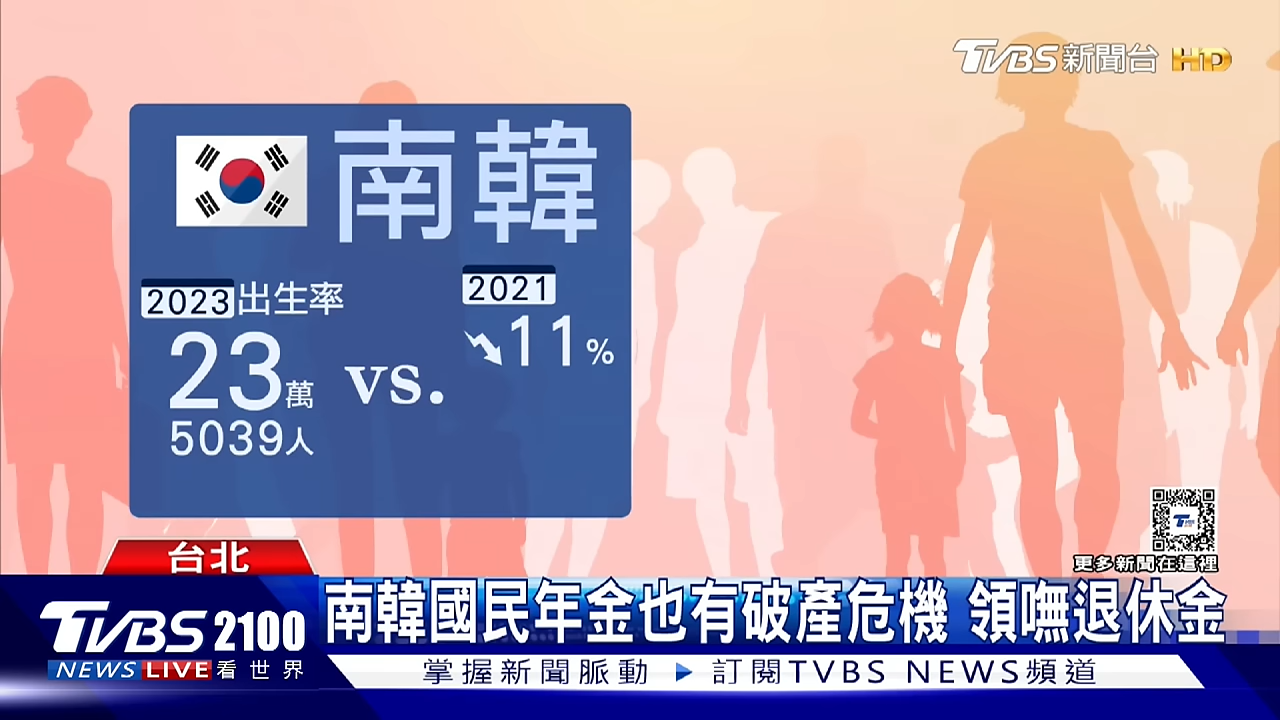 TVBS新聞台 HD
南韓
2023出生率
23萬
5039人
vs.
2021
11%
更多新聞在這裡
台北
南韓國民年金也有破產危機 領嘸退休金
TVBS 2100
NEWS LIVE看世界
掌握新聞脈動 ▶ 訂閱TVBS NEWS頻道